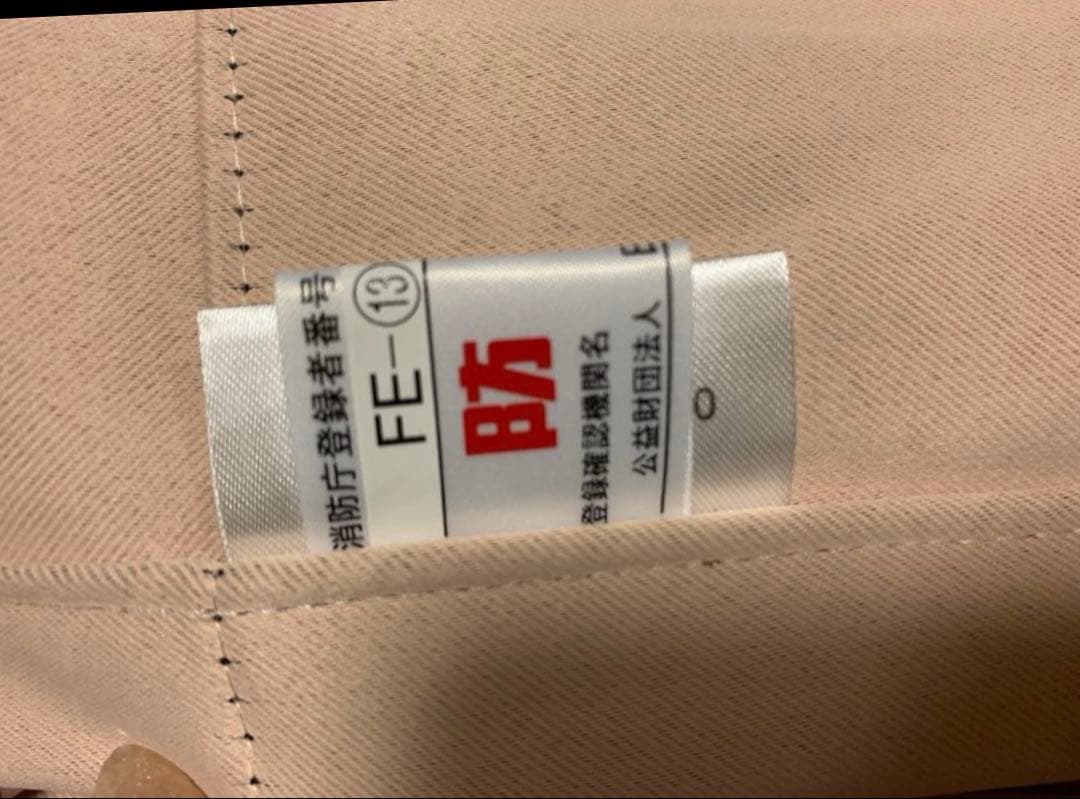 消防庁登録者番号
FE-⑬
防
登録確認機関名
公益財団法人
0